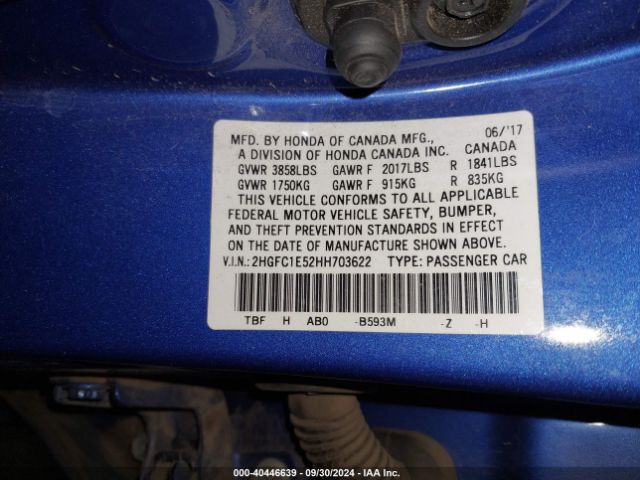 MFD. BY HONDA OF CANADA MFG., 06/'17
A DIVISION OF HONDA CANADA INC. CANADA
GVWR 3858LBS GAWR F 2017LBS R 1841LBS
GVWR 1750KG GAWR F 915KG R 835KG
THIS VEHICLE CONFORMS TO ALL APPLICABLE
FEDERAL MOTOR VEHICLE SAFETY, BUMPER,
AND THEFT PREVENTION STANDARDS IN EFFECT
ON THE DATE OF MANUFACTURE SHOWN ABOVE.
V.I.N.: 2HGFC1E52HH703622 TYPE: PASSENGER CAR
TBF H AB0 -B593M -Z -H
000-40446639 - 09/30/2024 - IAA Inc.